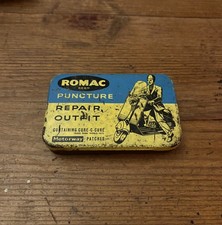 ROMAC
PUNCTURE
REPAIR
OUTFIT
CONTAINING CURE-C-CURE
Motorway PATCHES